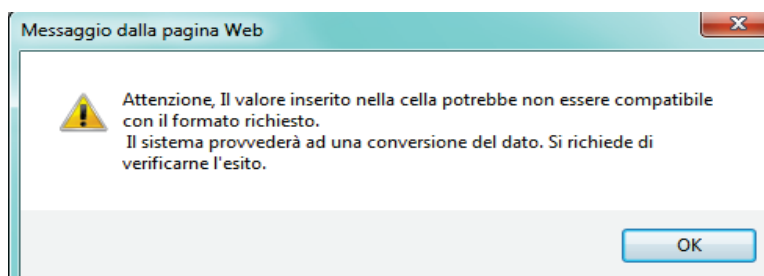 Messaggio dalla pagina Web
Attenzione, Il valore inserito nella cella potrebbe non essere compatibile
con il formato richiesto.
Il sistema provvederà ad una conversione del dato. Si richiede di
verificarne l'esito.
OK